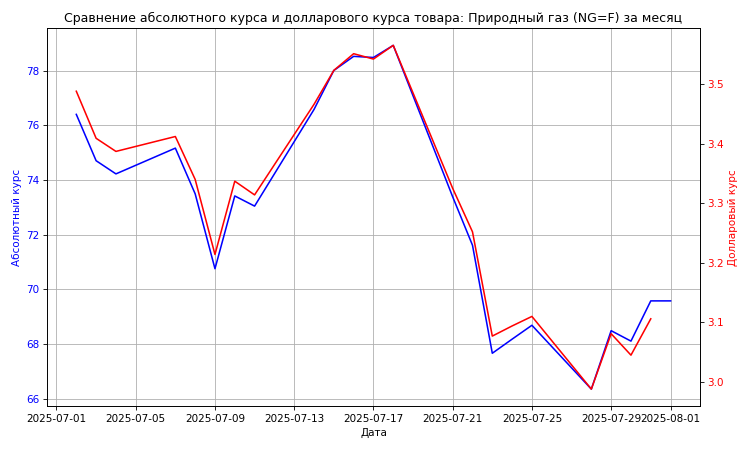 Сравнение абсолютного курса и долларового курса товара: Природный газ (NG=F) за месяц
Абсолютный курс
78
76
74
72
70
68
66
3.5
3.4
3.3
3.2
3.1
3.0
Долларовый курс
2025-07-01 2025-07-05 2025-07-09 2025-07-13 2025-07-17 2025-07-21 2025-07-25 2025-07-29 2025-08-01
Дата